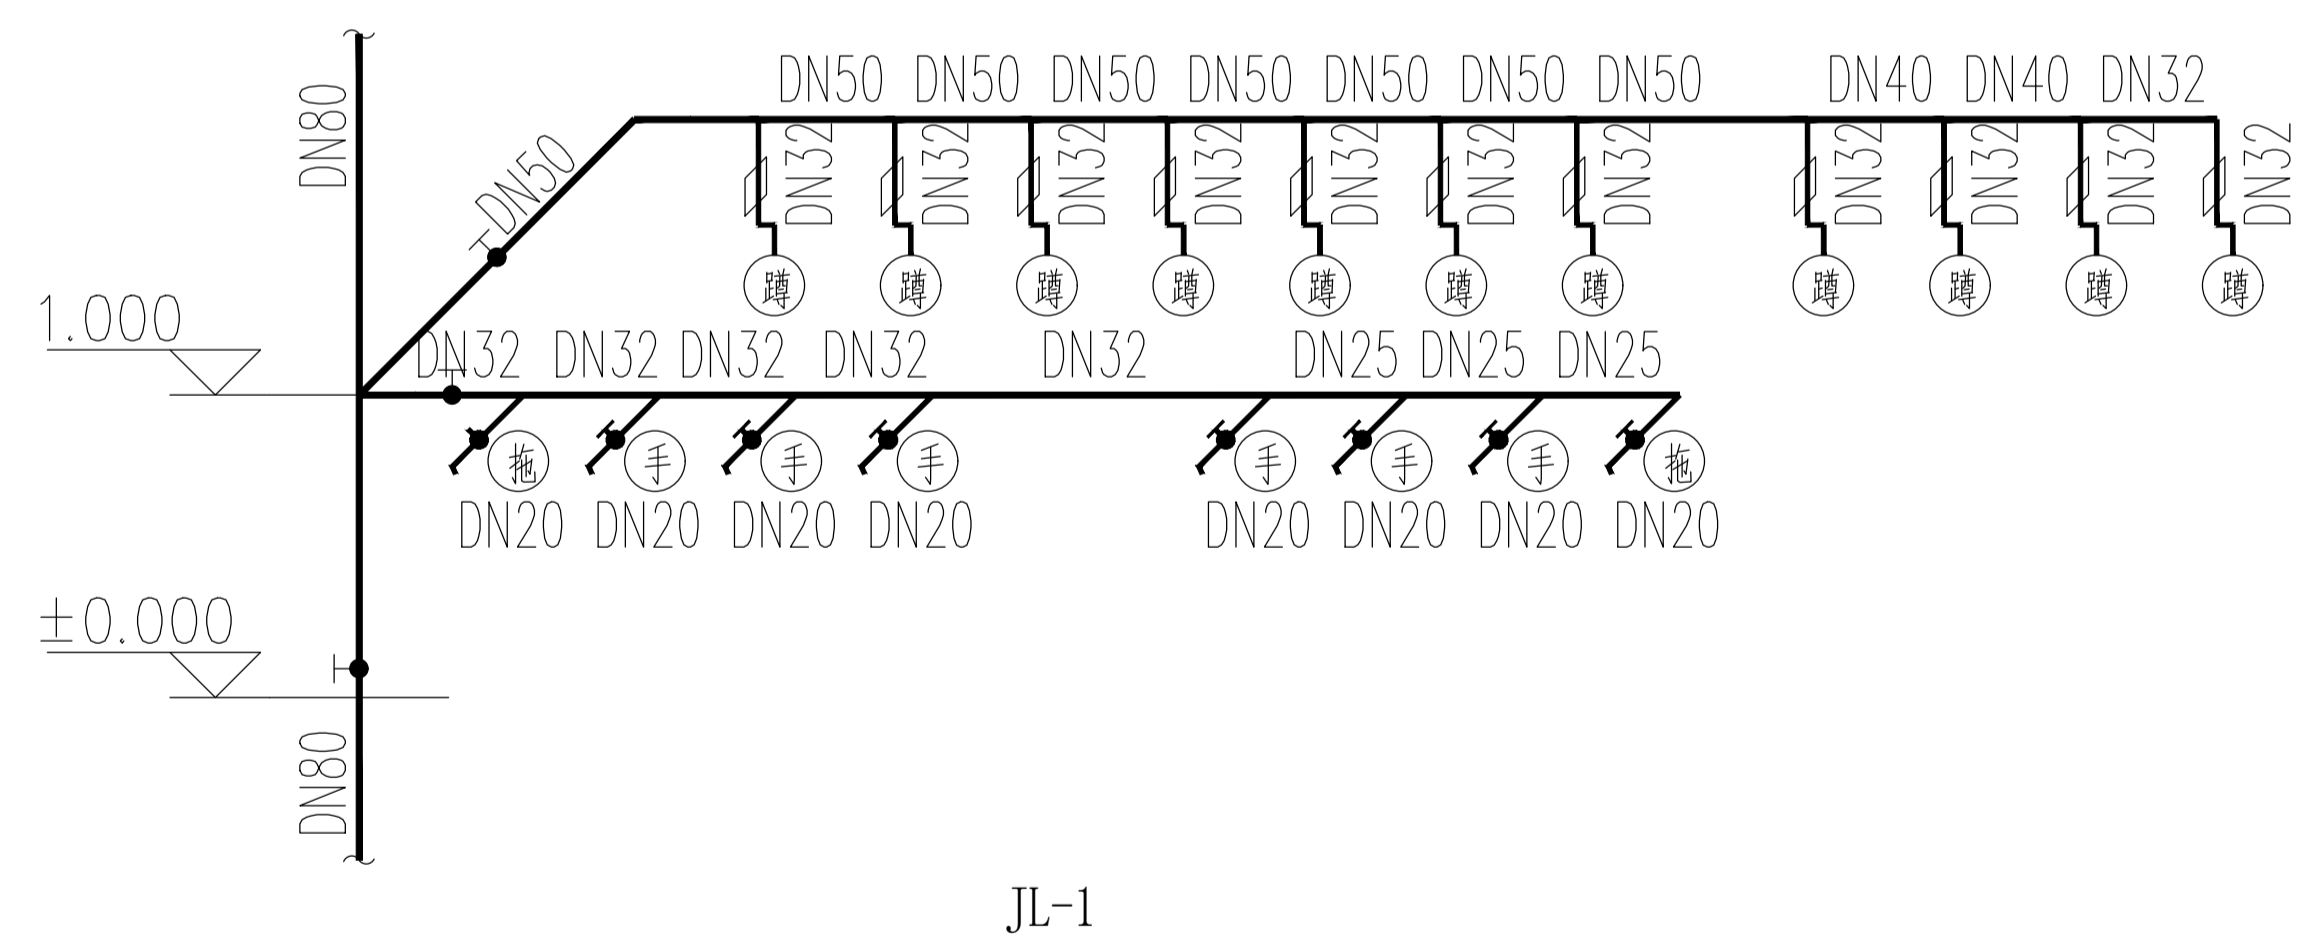 DN80
DN50 DN50 DN50 DN50 DN50 DN50 DN50 DN40 DN40 DN32
DN50
DN32 DN32 DN32 DN32 DN32 DN32 DN32 DN32 DN32 DN32 DN32
蹲 蹲 蹲 蹲 蹲 蹲 蹲 蹲 蹲 蹲 蹲
1.000
DN32 DN32 DN32 DN32 DN32 DN25 DN25 DN25
拖 手 手 手 手 手 手 拖
DN20 DN20 DN20 DN20 DN20 DN20 DN20 DN20
±0.000
DN80
JL-1